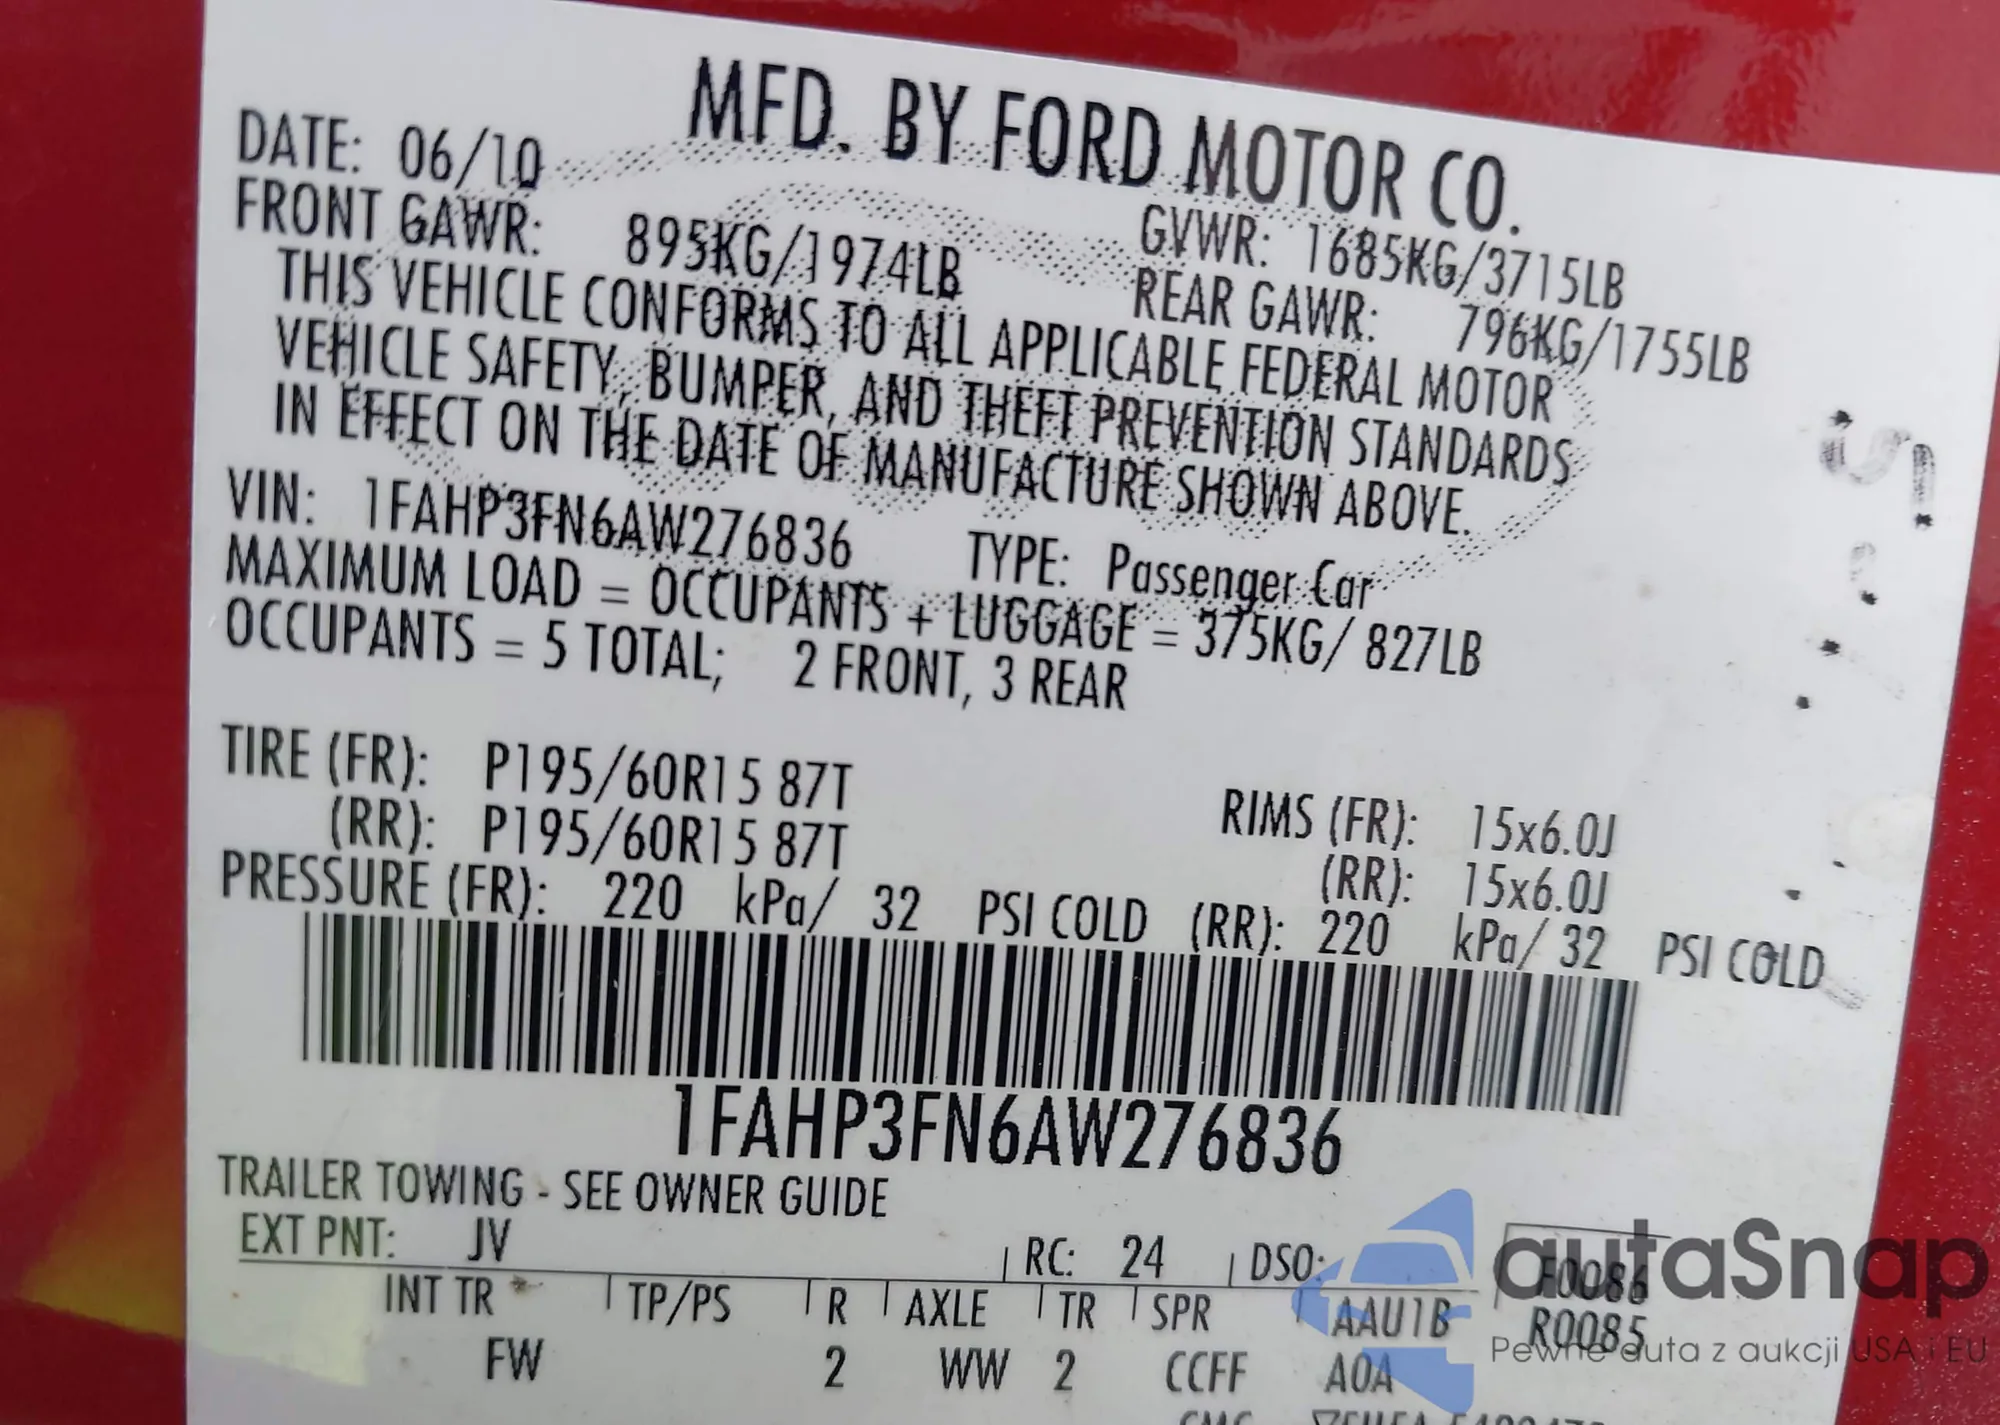 MFD. BY FORD MOTOR CO.
DATE: 06/10 GVWR: 1685KG/3715LB
FRONT GAWR: 895KG/1974LB REAR GAWR: 796KG/1755LB
THIS VEHICLE CONFORMS TO ALL APPLICABLE FEDERAL MOTOR
VEHICLE SAFETY, BUMPER, AND THEFT PREVENTION STANDARDS
IN EFFECT ON THE DATE OF MANUFACTURE SHOWN ABOVE.
VIN: 1FAHP3FN6AW276836 TYPE: Passenger Car
MAXIMUM LOAD = OCCUPANTS + LUGGAGE = 375KG/ 827LB
OCCUPANTS = 5 TOTAL; 2 FRONT, 3 REAR
TIRE (FR): P195/60R15 87T RIMS (FR): 15x6.0J
(RR): P195/60R15 87T (RR): 15x6.0J
PRESSURE (FR): 220 kPa/ 32 PSI COLD (RR): 220 kPa/ 32 PSI COLD
1FAHP3FN6AW276836
TRAILER TOWING - SEE OWNER GUIDE
EXT PNT: JV RC: 24 DSO: F0086
INT TR TP/PS R AXLE TR SPR AAU1B R0085
FW 2 WW 2 CCFF A0A
autaSnap
Pewne auta z aukcji USA i EU